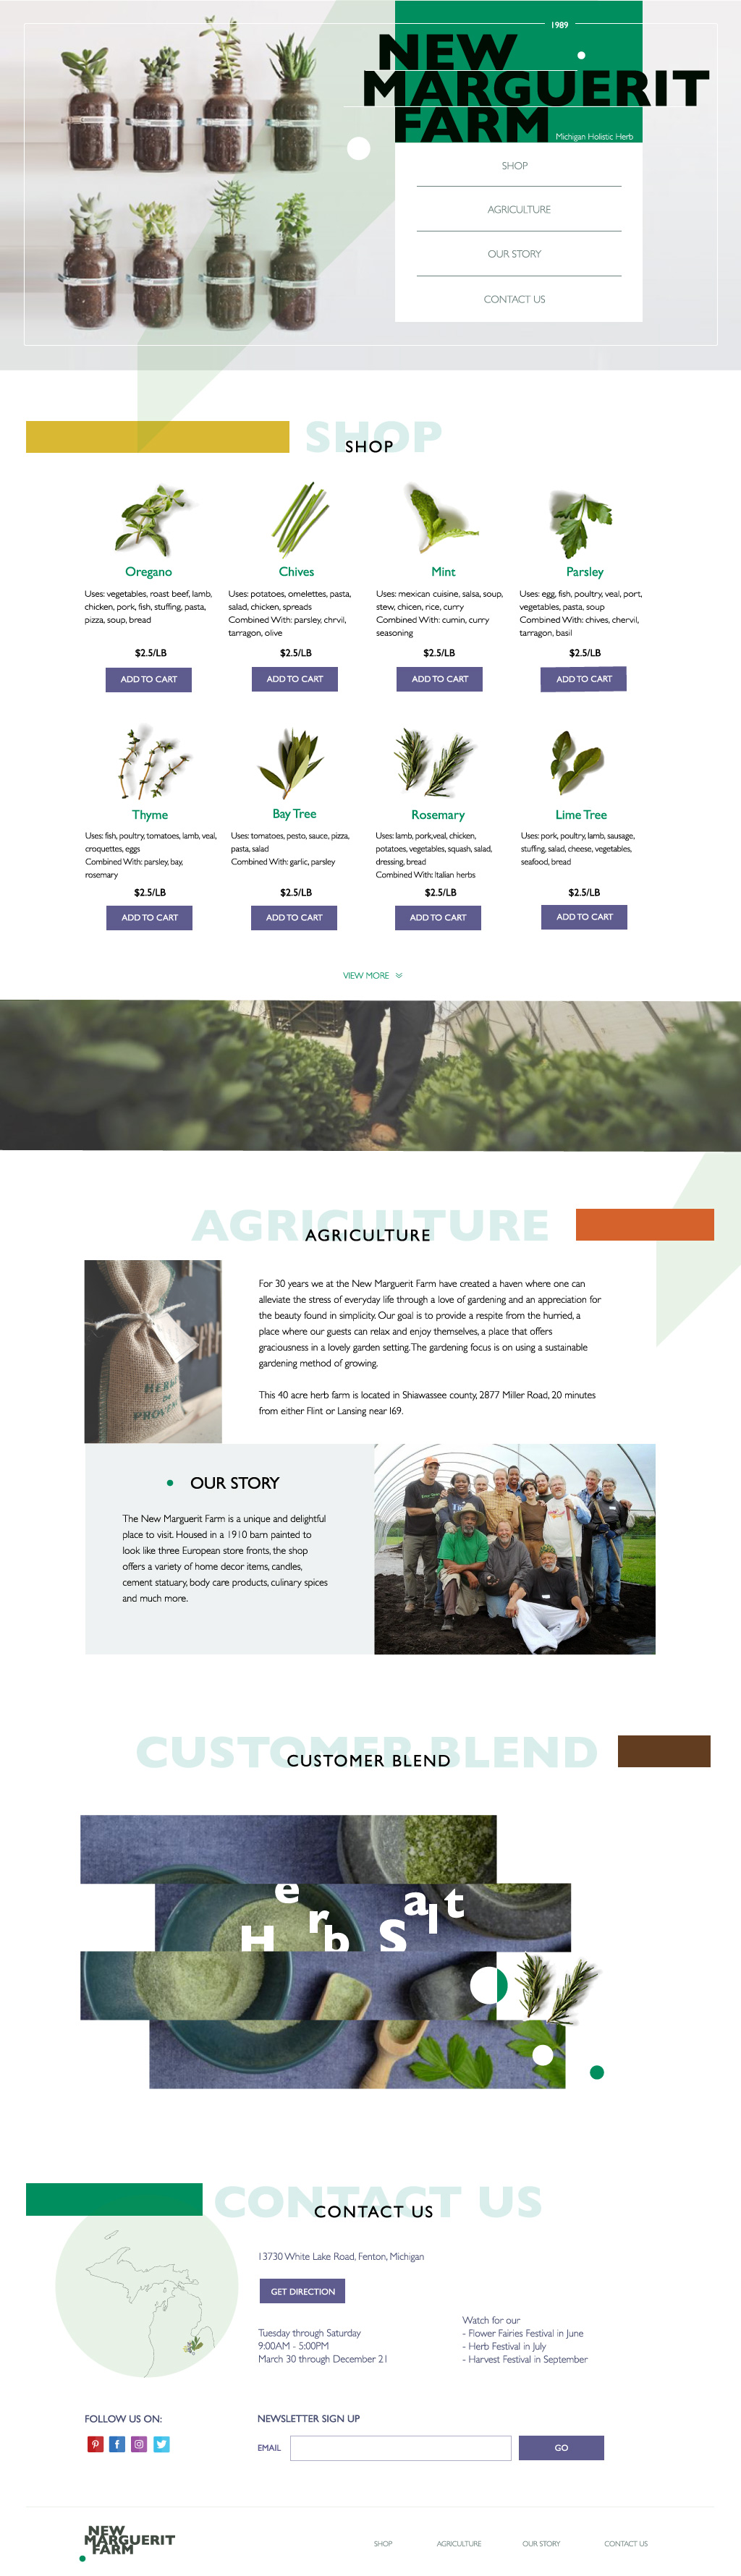 1989
NEW
MARGUERIT
FARM
Michigan Holistic Herb
SHOP
AGRICULTURE
OUR STORY
CONTACT US
SHOP
SHOP
Oregano
Uses: vegetables, roast beef, lamb,
chicken, pork, fish, stuffing, pasta,
pizza, soup, bread
$2.5/LB
ADD TO CART
Chives
Uses: potatoes, omelettes, pasta,
salad, chicken, spreads
Combined With: parsley, chrvil,
tarragon, olive
$2.5/LB
ADD TO CART
Mint
Uses: mexican cuisine, salsa, soup,
stew, chicen, rice, curry
Combined With: cumin, curry
seasoning
$2.5/LB
ADD TO CART
Parsley
Uses: egg, fish, poultry, veal, port,
vegetables, pasta, soup
Combined With: chives, chervil,
tarragon, basil
$2.5/LB
ADD TO CART
Thyme
Uses: fish, poultry, tomatoes, lamb, veal,
croquettes, eggs
Combined With: parsley, bay,
rosemary
$2.5/LB
ADD TO CART
Bay Tree
Uses: tomatoes, pesto, sauce, pizza,
pasta, salad
Combined With: garlic, parsley
$2.5/LB
ADD TO CART
Rosemary
Uses: lamb, pork,veal, chicken,
potatoes, vegetables, squash, salad,
dressing, bread
Combined With: Italian herbs
$2.5/LB
ADD TO CART
Lime Tree
Uses: pork, poultry, lamb, sausage,
stuffing, salad, cheese, vegetables,
seafood, bread
$2.5/LB
ADD TO CART
VIEW MORE
AGRICULTURE
AGRICULTURE
HERBES
DE
PROVENCE
For 30 years we at the New Marguerit Farm have created a haven where one can
alleviate the stress of everyday life through a love of gardening and an appreciation for
the beauty found in simplicity. Our goal is to provide a respite from the hurried, a
place where our guests can relax and enjoy themselves, a place that offers
graciousness in a lovely garden setting. The gardening focus is on using a sustainable
gardening method of growing.
This 40 acre herb farm is located in Shiawassee county, 2877 Miller Road, 20 minutes
from either Flint or Lansing near I69.
OUR STORY
The New Marguerit Farm is a unique and delightful
place to visit. Housed in a 1910 barn painted to
look like three European store fronts, the shop
offers a variety of home decor items, candles,
cement statuary, body care products, culinary spices
and much more.
CUSTOMER BLEND
CUSTOMER BLEND
Herb Salt
CONTACT US
CONTACT US
13730 White Lake Road, Fenton, Michigan
GET DIRECTION
Tuesday through Saturday
9:00AM - 5:00PM
March 30 through December 21
Watch for our
- Flower Fairies Festival in June
- Herb Festival in July
- Harvest Festival in September
FOLLOW US ON:
NEWSLETTER SIGN UP
EMAIL
GO
NEW
MARGUERIT
FARM
SHOP
AGRICULTURE
OUR STORY
CONTACT US